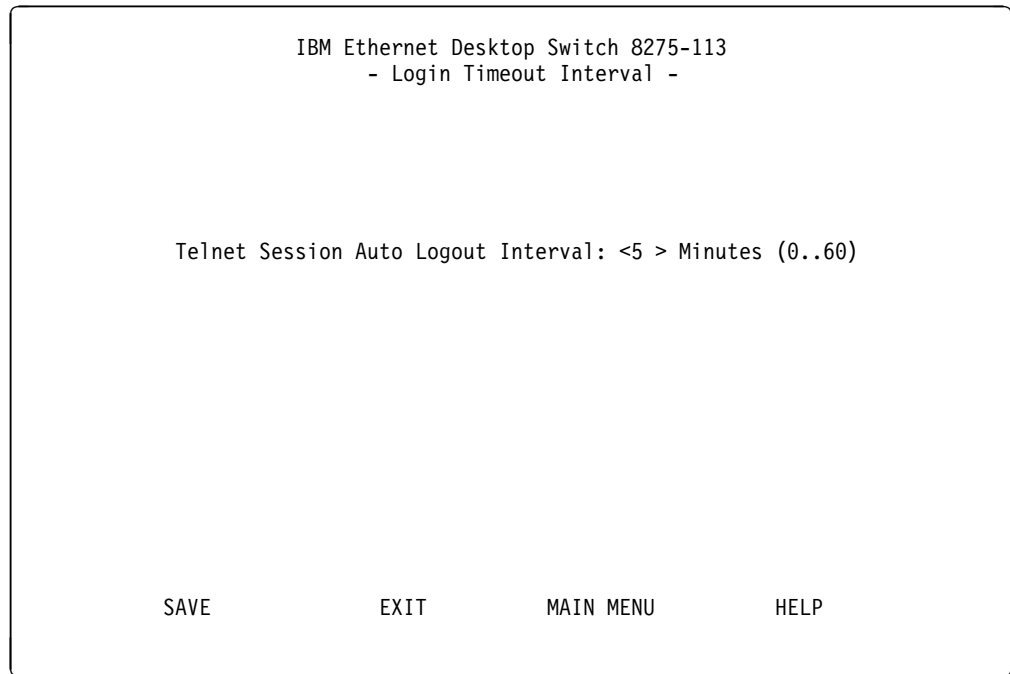 IBM Ethernet Desktop Switch 8275-113
- Login Timeout Interval -
Telnet Session Auto Logout Interval: <5 > Minutes (0..60)
SAVE EXIT MAIN MENU HELP